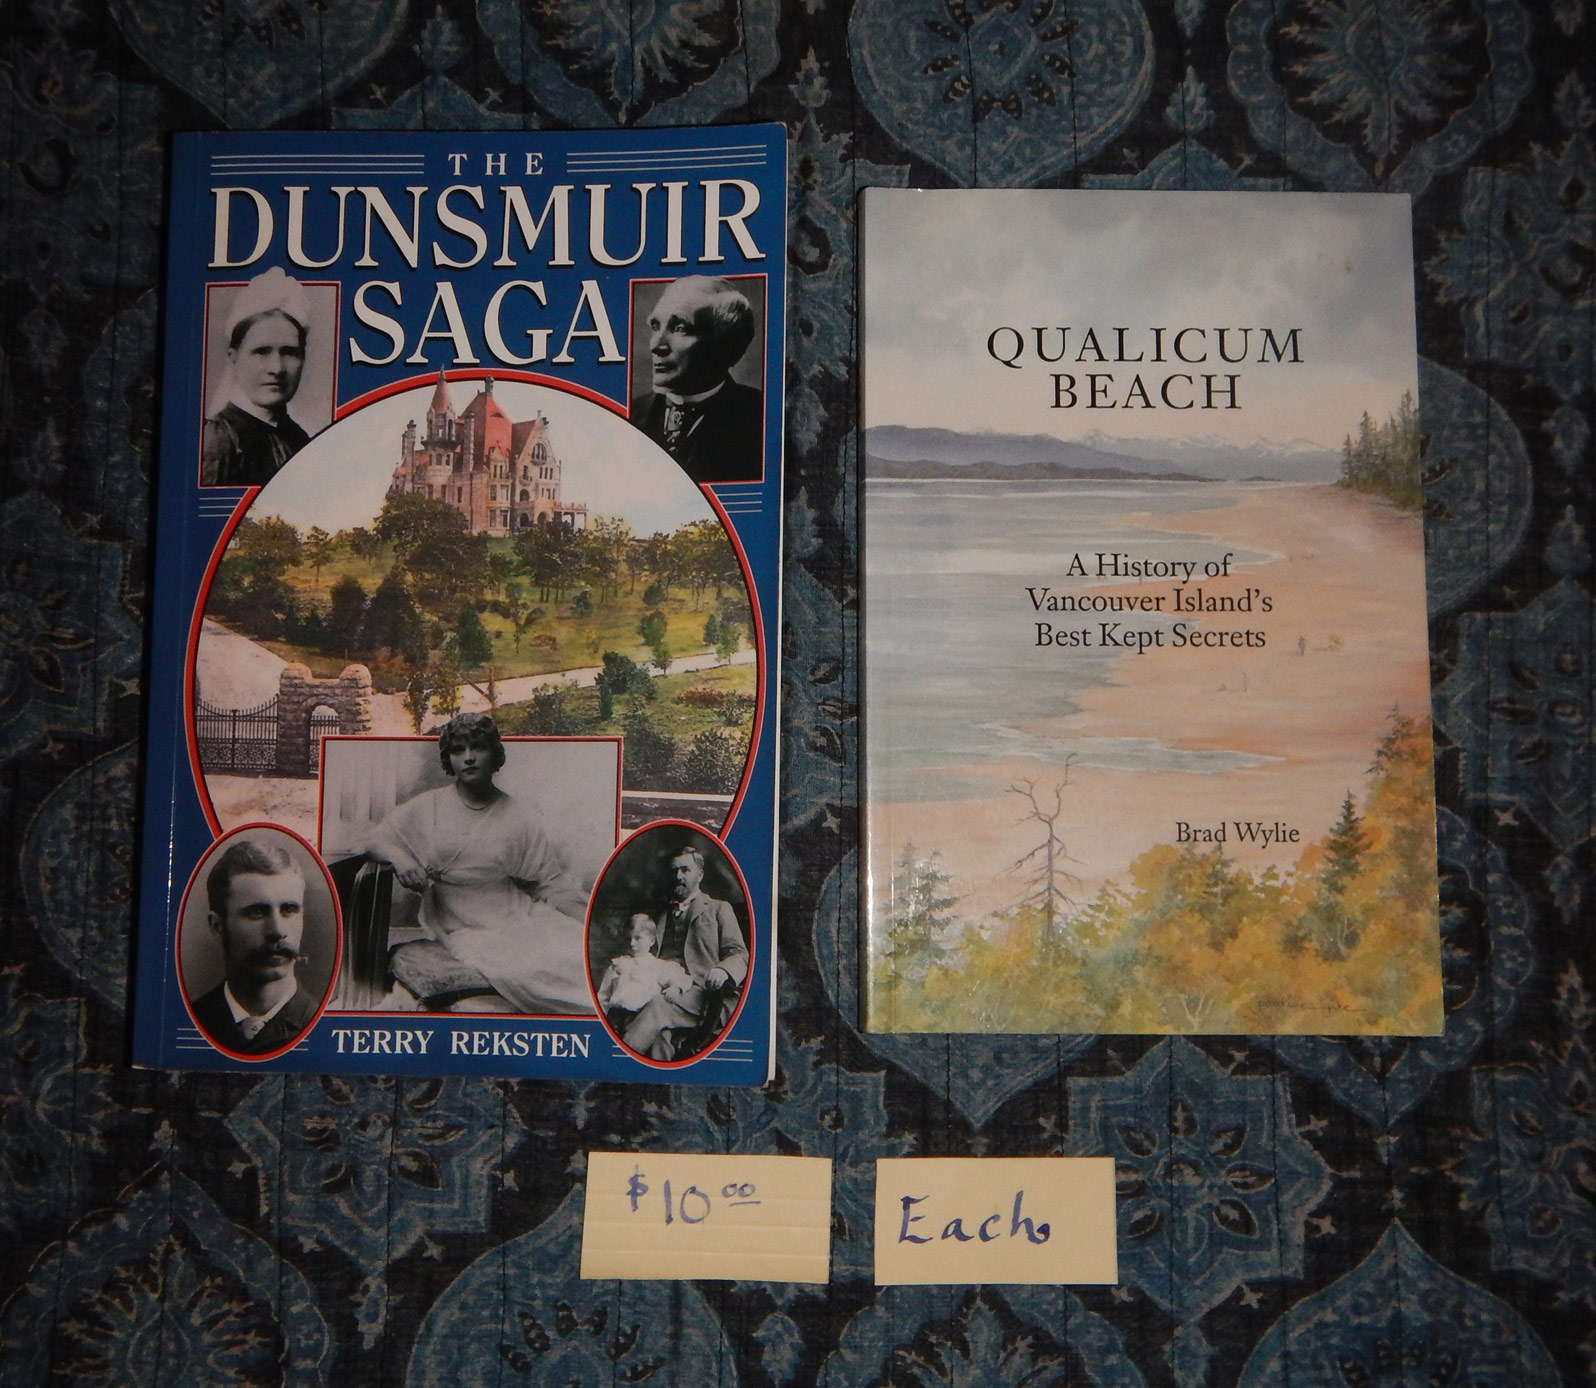 THE
DUNSMUIR
SAGA
TERRY REKSTEN
QUALICUM
BEACH
A History of
Vancouver Island's
Best Kept Secrets
Brad Wylie
$10.00
Each